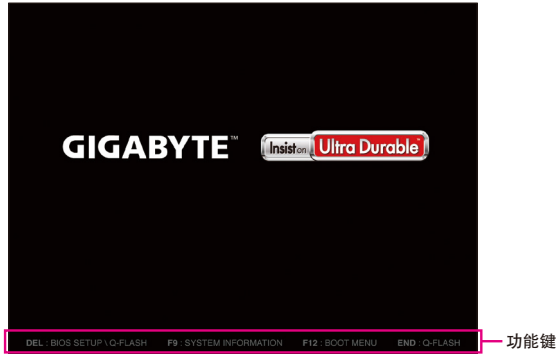 GIGABYTE™
Insist on Ultra Durable™
DEL : BIOS SETUP \ Q-FLASH F9 : SYSTEM INFORMATION F12 : BOOT MENU END : Q-FLASH
功能键